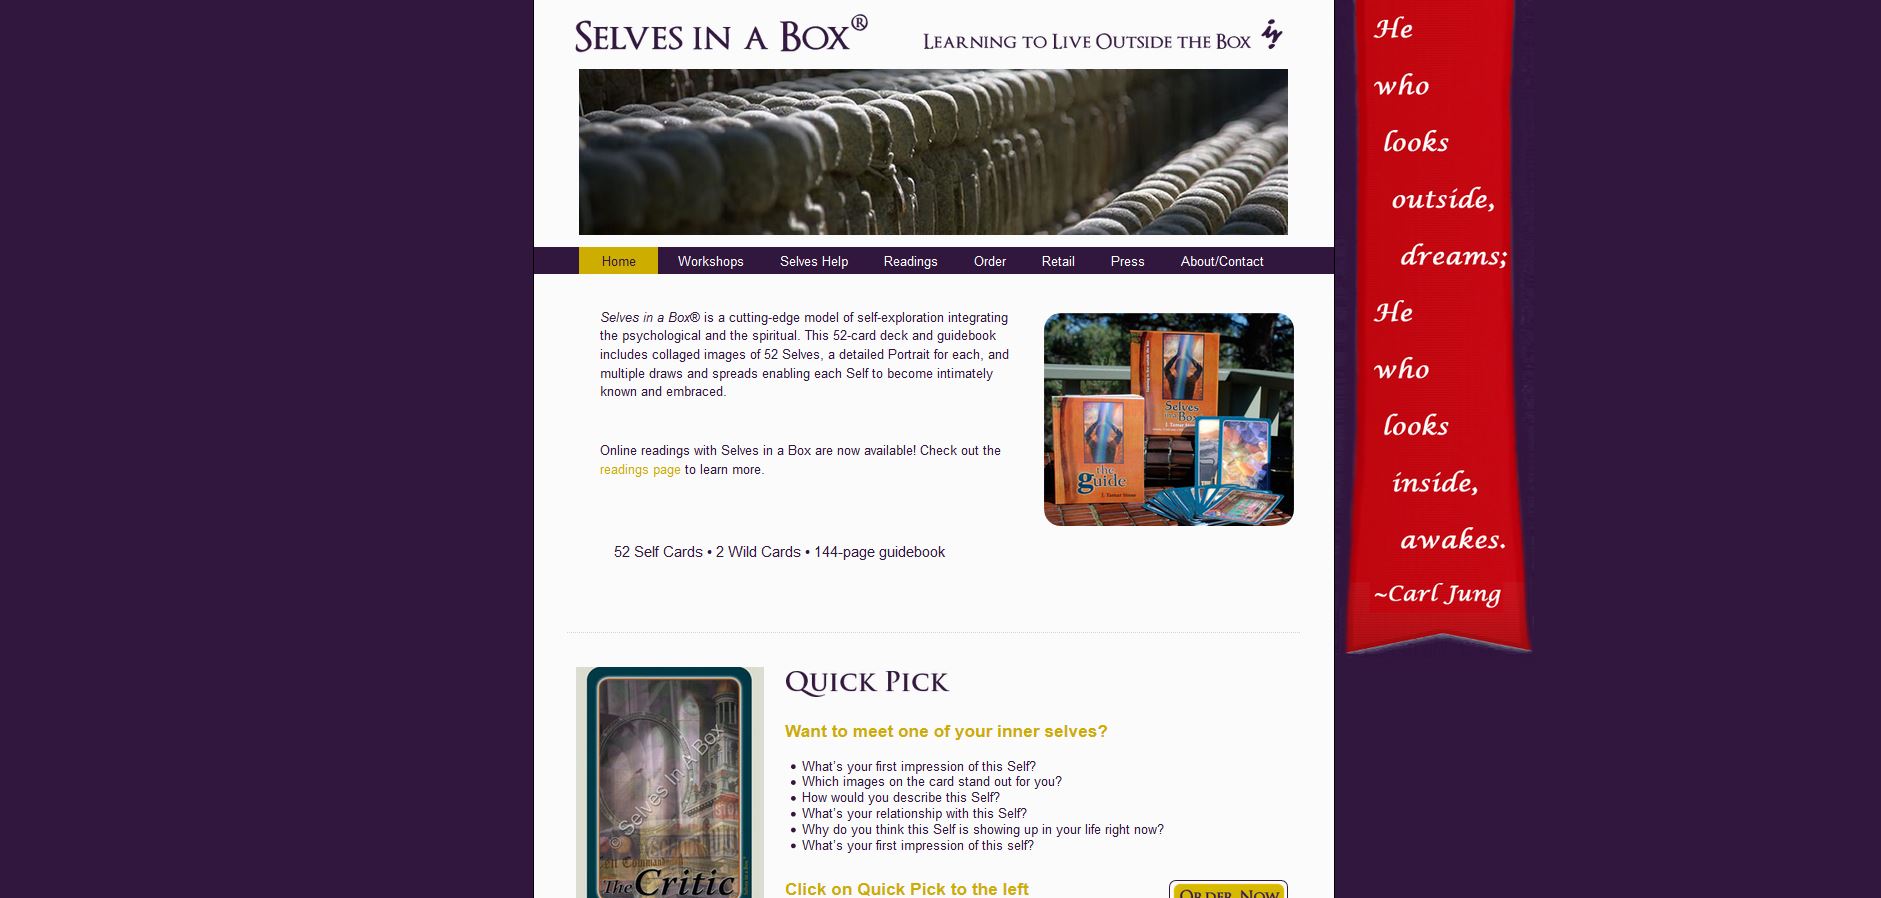 SELVES IN A BOX®
LEARNING TO LIVE OUTSIDE THE BOX
Home Workshops Selves Help Readings Order Retail Press About/Contact
Selves in a Box® is a cutting-edge model of self-exploration integrating
the psychological and the spiritual. This 52-card deck and guidebook
includes collaged images of 52 Selves, a detailed Portrait for each, and
multiple draws and spreads enabling each Self to become intimately
known and embraced.
Online readings with Selves in a Box are now available! Check out the
readings page to learn more.
Selves
in a Box
J. Tamar Stone
the
guide
J. Tamar Stone
52 Self Cards • 2 Wild Cards • 144-page guidebook
QUICK PICK
Want to meet one of your inner selves?
• What's your first impression of this Self?
• Which images on the card stand out for you?
• How would you describe this Self?
• What's your relationship with this Self?
• Why do you think this Self is showing up in your life right now?
• What's your first impression of this self?
Click on Quick Pick to the left
ORDER NOW
© Selves In A Box
The Critic
He
who
looks
outside,
dreams;
He
who
looks
inside,
awakes.
~Carl Jung